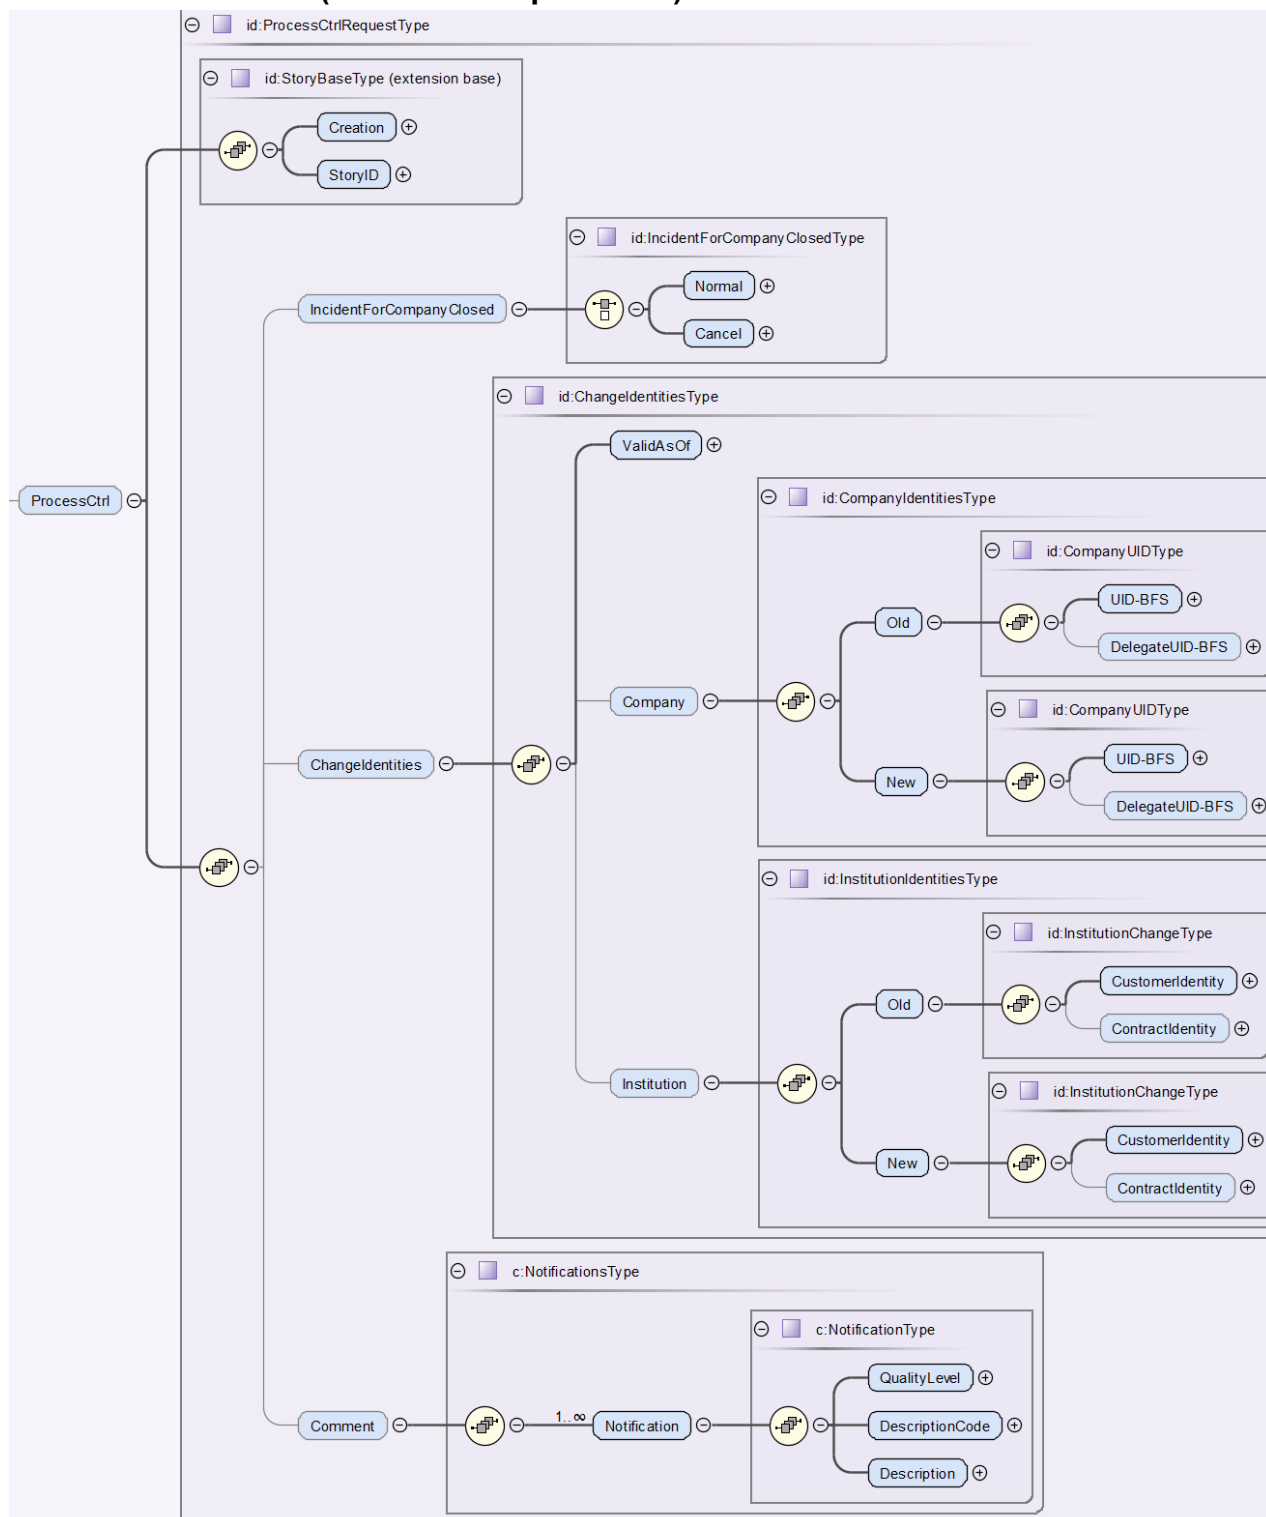 id:ProcessCtrlRequestType
id:StoryBaseType (extension base)
Creation
StoryID
id:IncidentForCompanyClosedType
Normal
IncidentForCompanyClosed
Cancel
id:ChangeIdentitiesType
ValidAsOf
ProcessCtrl
id:CompanyIdentitiesType
id:CompanyUIDType
UID-BFS
Old
DelegateUID-BFS
Company
id:CompanyUIDType
ChangeIdentities
UID-BFS
New
DelegateUID-BFS
id:InstitutionIdentitiesType
id:InstitutionChangeType
CustomerIdentity
Old
ContractIdentity
Institution
id:InstitutionChangeType
CustomerIdentity
New
ContractIdentity
c:NotificationsType
c:NotificationType
QualityLevel
Comment
1..∞
Notification
DescriptionCode
Description